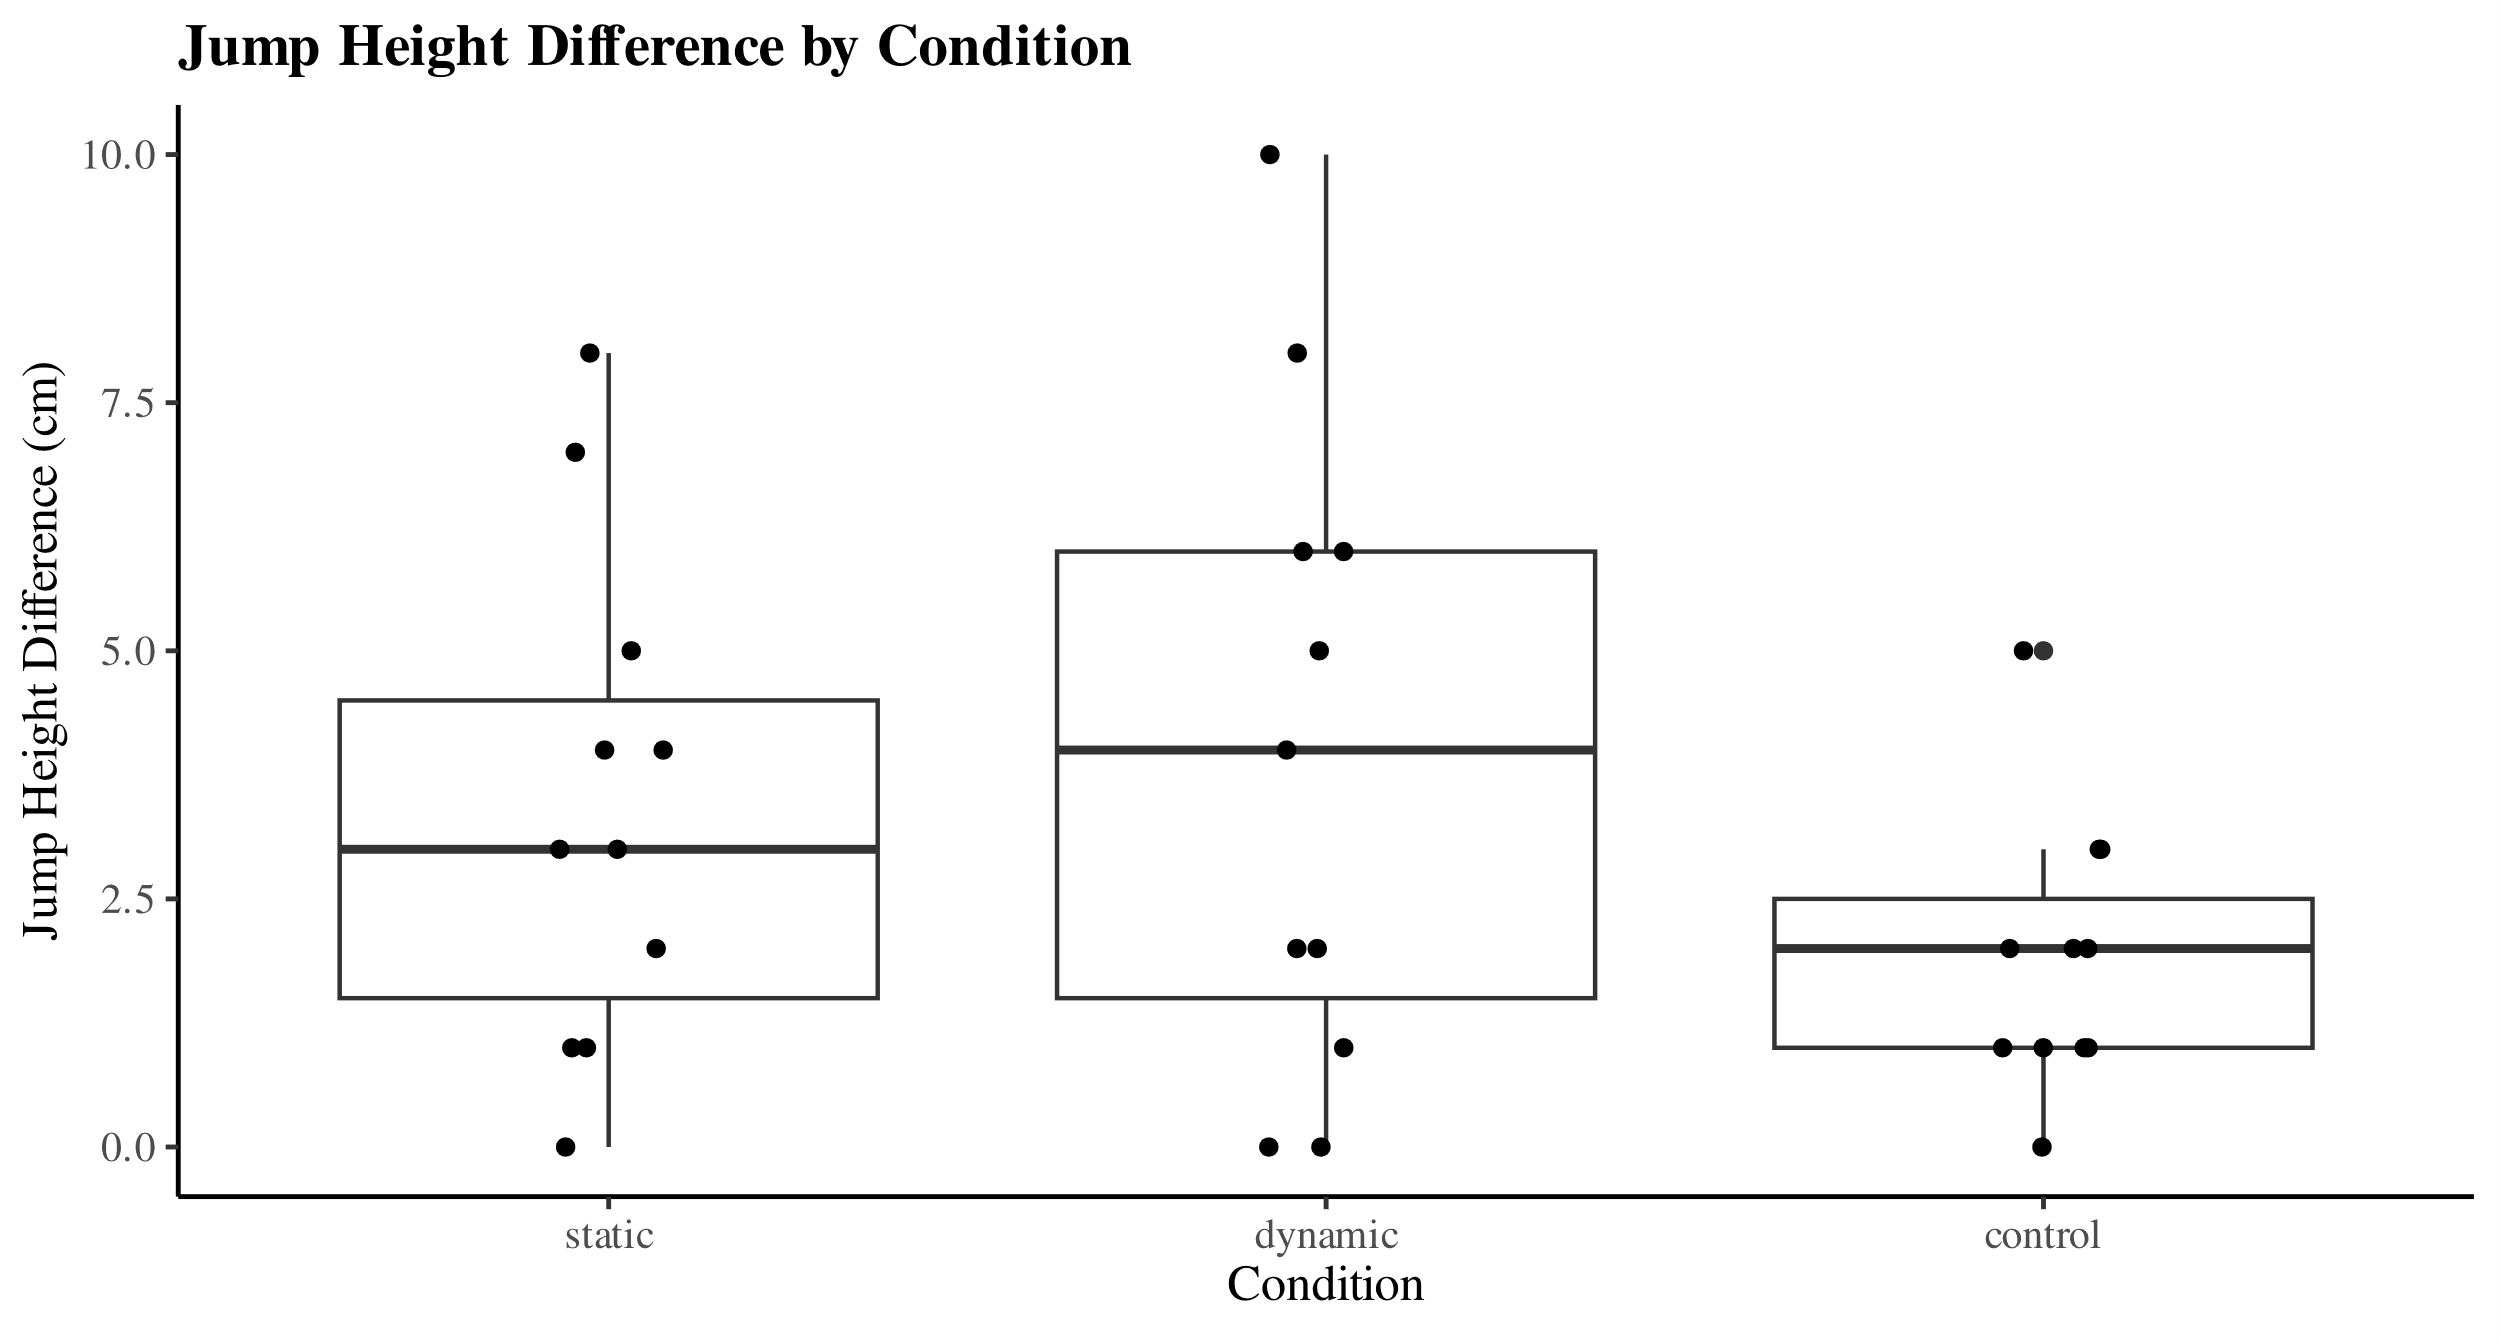 Jump Height Difference by Condition
Jump Height Difference (cm)
10.0
7.5
5.0
2.5
0.0
static
dynamic
control
Condition